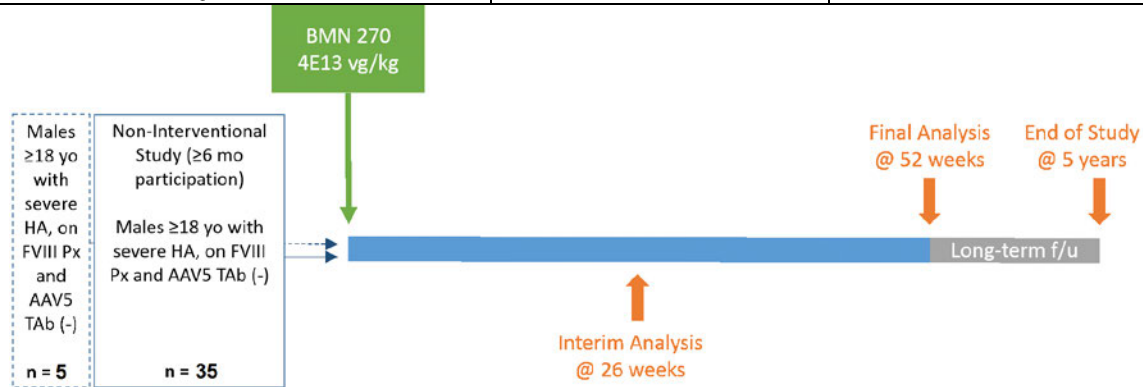 BMN 270
4E13 vg/kg
Males
≥18 yo
with
severe
HA, on
FVIII Px
and
AAV5
TAb (-)
n = 5
Non-Interventional
Study (≥6 mo
participation)
Males ≥18 yo with
severe HA, on FVIII
Px and AAV5 TAb (-)
n = 35
Final Analysis
@ 52 weeks
End of Study
@ 5 years
Long-term f/u
Interim Analysis
@ 26 weeks